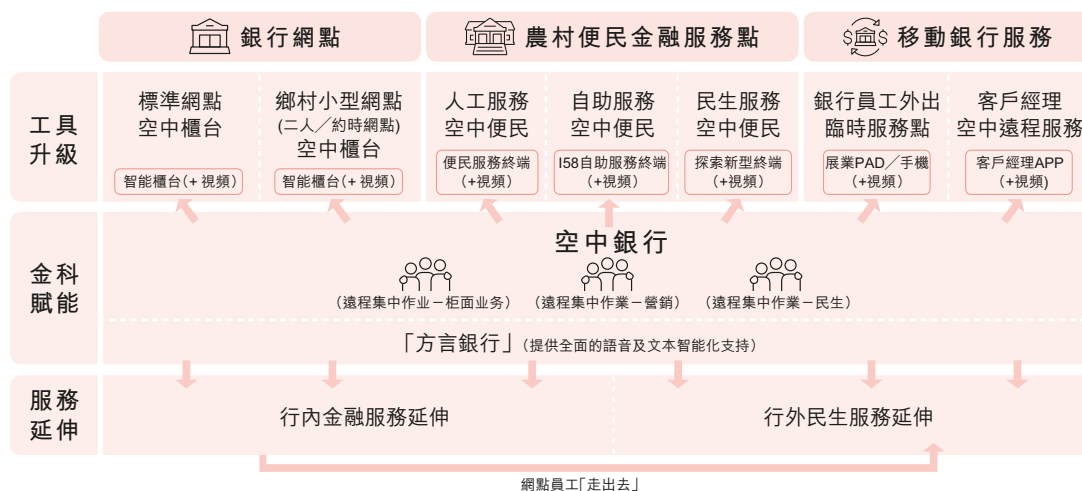 銀行網點
農村便民金融服務點
移動銀行服務
工具
升級
標準網點
空中櫃台
智能櫃台(+ 視頻)
鄉村小型網點
(二人／約時網點)
空中櫃台
智能櫃台(+ 視頻)
人工服務
空中便民
便民服務終端
(+視頻)
自助服務
空中便民
I58自助服務終端
(+視頻)
民生服務
空中便民
探索新型終端
(+視頻)
銀行員工外出
臨時服務點
展業PAD／手機
(+視頻)
客戶經理
空中遠程服務
客戶經理APP
(+視頻)
金科
賦能
空中銀行
(遠程集中作业－柜面业务)
(遠程集中作業－營銷)
(遠程集中作業－民生)
「方言銀行」(提供全面的語音及文本智能化支持)
服務
延伸
行內金融服務延伸
行外民生服務延伸
網點員工「走出去」